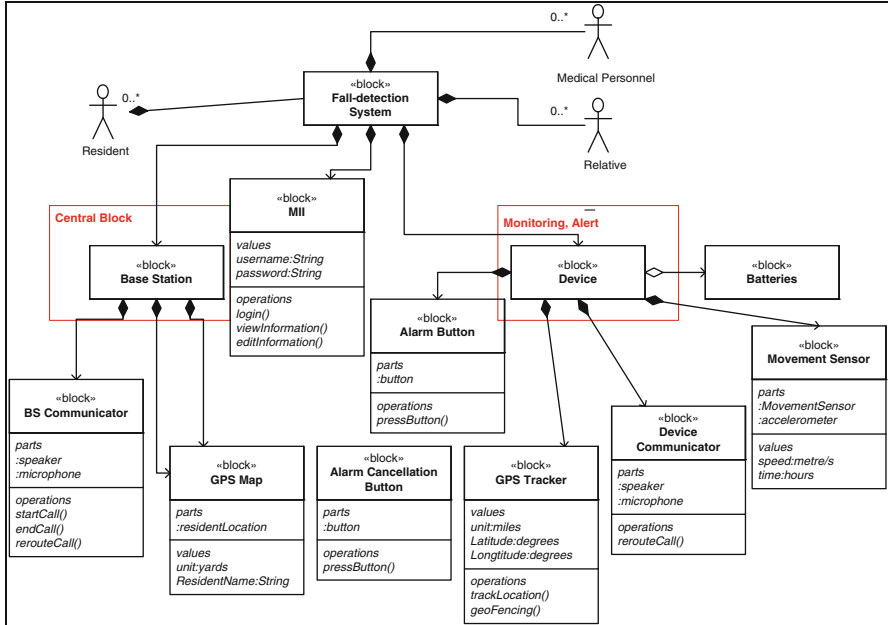 0..*
Medical Personnel
«block»
Fall-detection
System
0..*
Resident
0..*
Relative
Central Block
«block»
MII
values
username:String
password:String
operations
login()
viewInformation()
editInformation()
Monitoring, Alert
«block»
Base Station
«block»
Device
«block»
Batteries
«block»
Alarm Button
parts
:button
operations
pressButton()
«block»
Movement Sensor
parts
:MovementSensor
:accelerometer
values
speed:metre/s
time:hours
«block»
BS Communicator
parts
:speaker
:microphone
operations
startCall()
endCall()
rerouteCall()
«block»
GPS Map
parts
:residentLocation
values
unit:yards
ResidentName:String
«block»
Alarm Cancellation
Button
parts
:button
operations
pressButton()
«block»
GPS Tracker
values
unit:miles
Latitude:degrees
Longtitude:degrees
operations
trackLocation()
geoFencing()
«block»
Device
Communicator
parts
:speaker
:microphone
operations
rerouteCall()